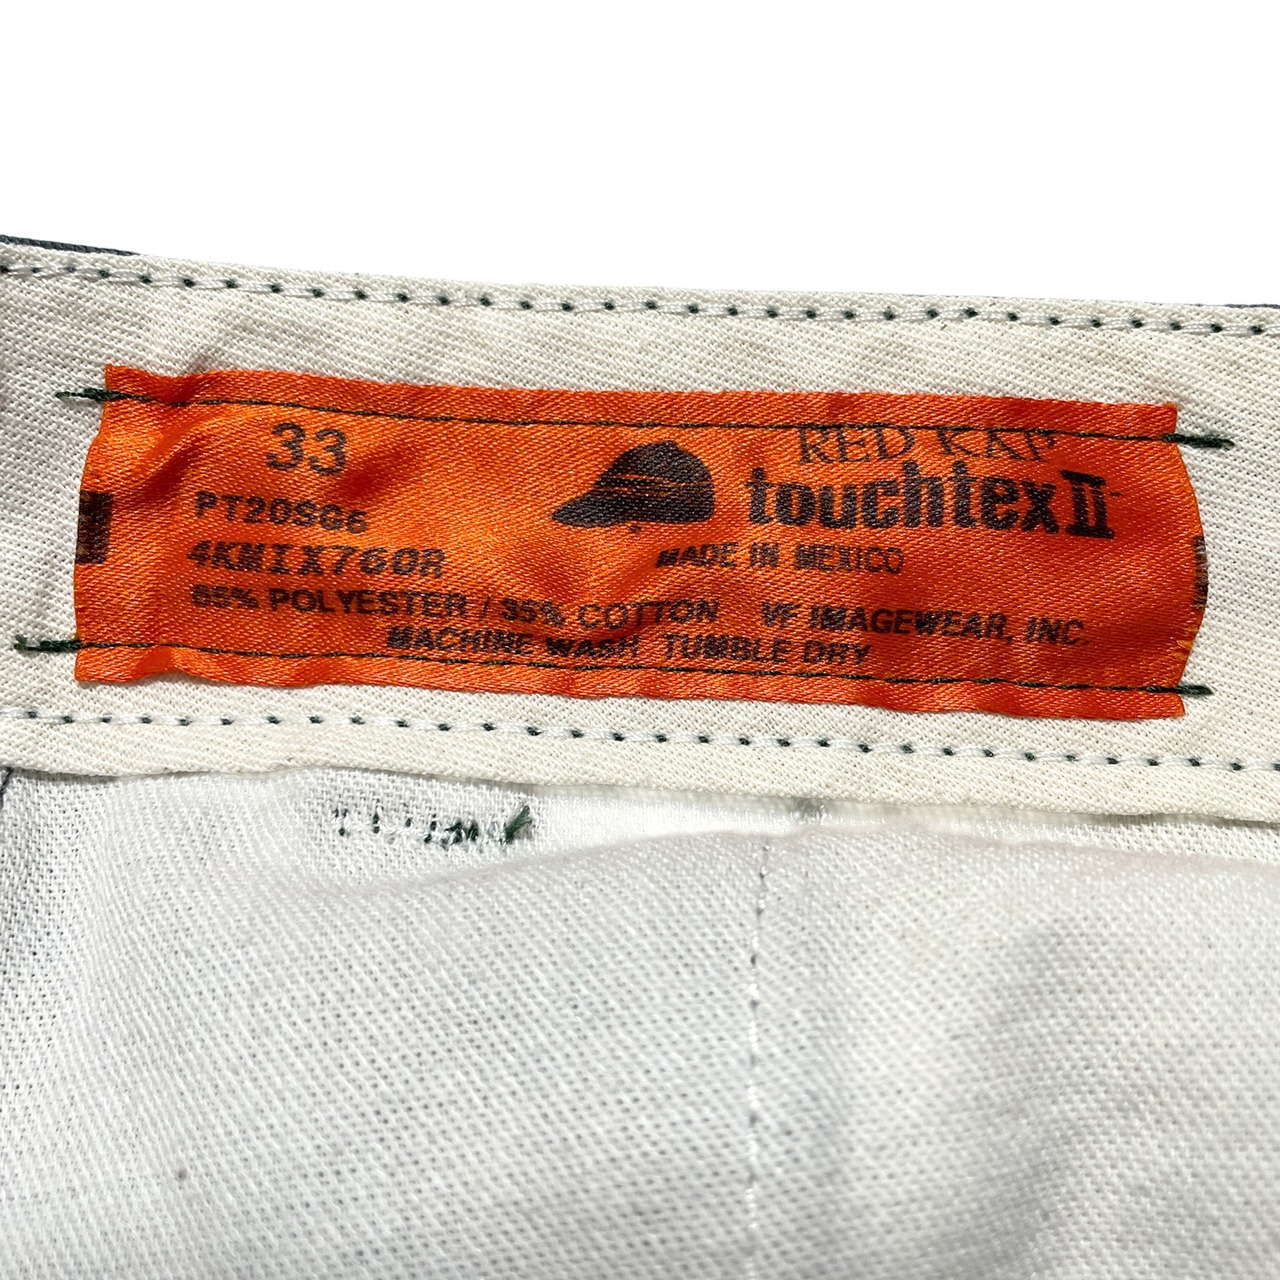 33
RED KAP
touchtex II
PT20SG6
4KMIX760R
MADE IN MEXICO
65% POLYESTER / 35% COTTON VF IMAGEWEAR, INC.
MACHINE WASH TUMBLE DRY